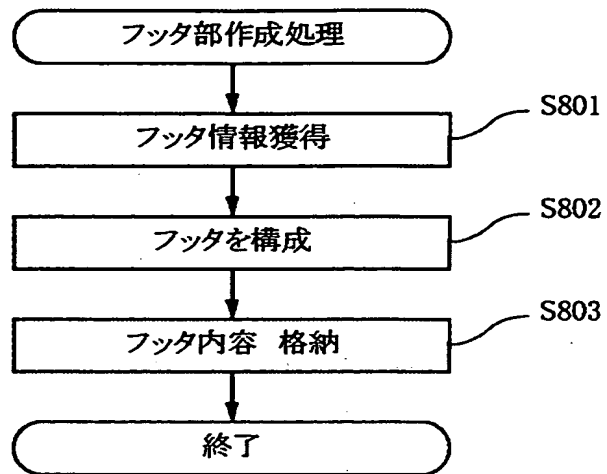 フッタ部作成処理
フッタ情報獲得
S801
フッタを構成
S802
フッタ内容 格納
S803
終了